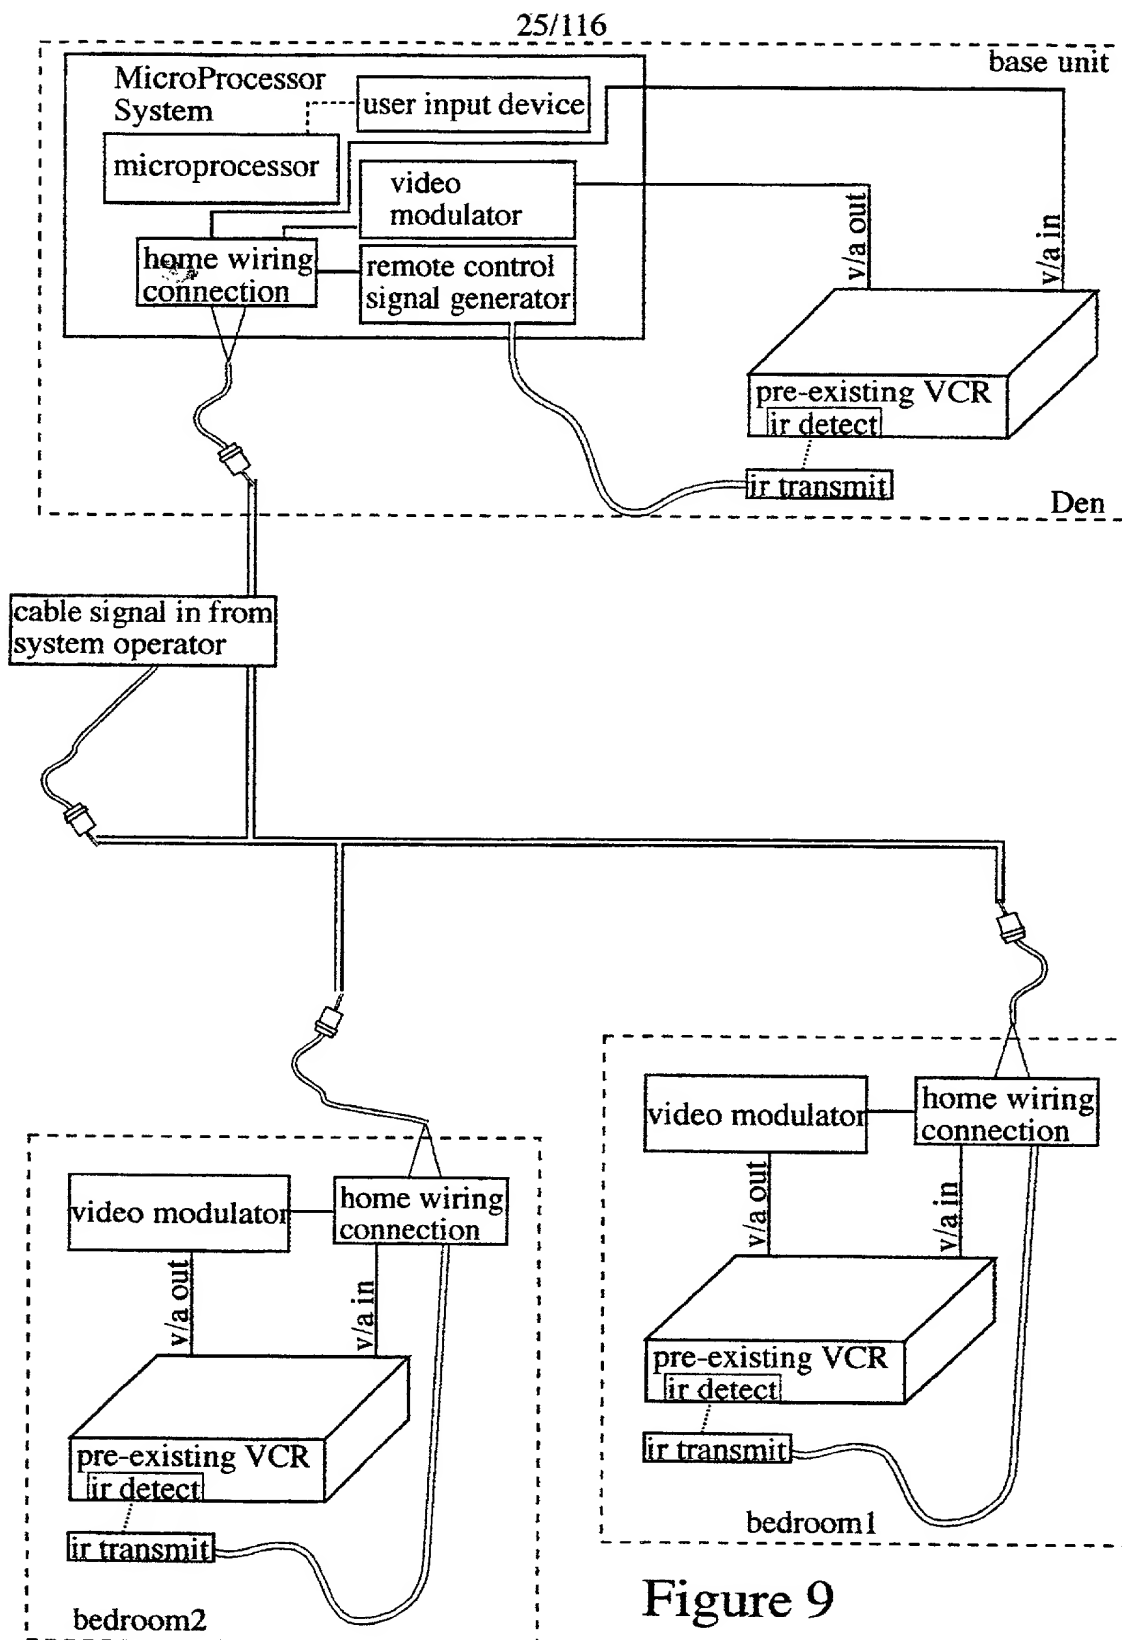 25/116
base unit
MicroProcessor
System
user input device
microprocessor
video
modulator
home wiring
connection
remote control
signal generator
v/a out
v/a in
pre-existing VCR
ir detect
ir transmit
Den
cable signal in from
system operator
video modulator
home wiring
connection
v/a out
v/a in
pre-existing VCR
ir detect
ir transmit
bedroom1
video modulator
home wiring
connection
v/a out
v/a in
pre-existing VCR
ir detect
ir transmit
bedroom2
Figure 9